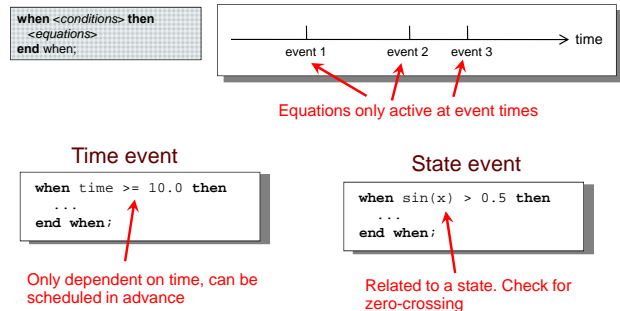 when <conditions> then
<equations>
end when;
time
event 1 event 2 event 3
Equations only active at event times
Time event
when time >= 10.0 then
...
end when;
Only dependent on time, can be
scheduled in advance
State event
when sin(x) > 0.5 then
...
end when;
Related to a state. Check for
zero-crossing